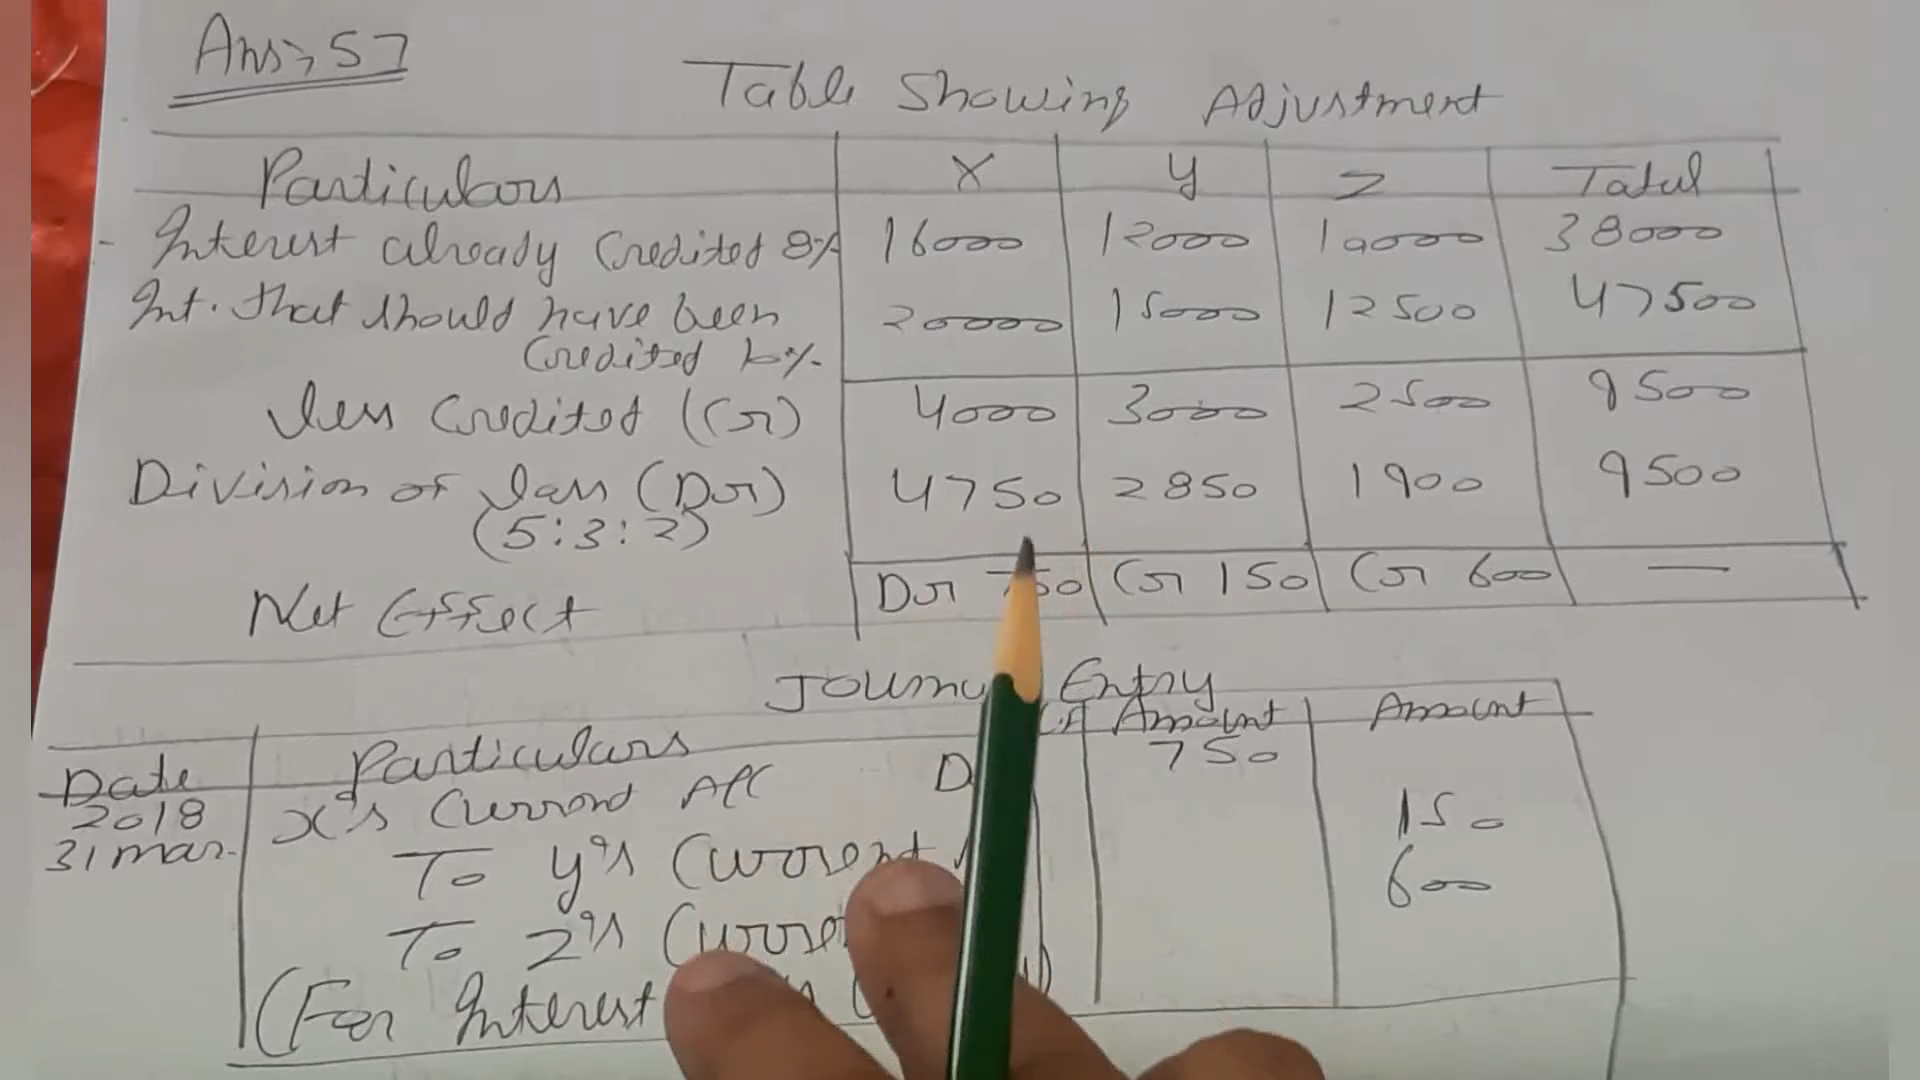 Ans:57
Table Showing Adjustment
Particulars X Y Z Total
Interest already Credited 8% 16000 12000 10000 38000
Int. that should have been 20000 15000 12500 47500
Credited 10%
less Credited (Cr) 4000 3000 2500 9500
Division of loss (Dr) 4750 2850 1900 9500
(5:3:2)
Net Effect Dr 750 Cr 150 Cr 600 —
Entry
Date Particulars Amount Amount
2018 X's Current A/C 750
31 mar. To Y's Current 150
To Z's 600
(For Interest